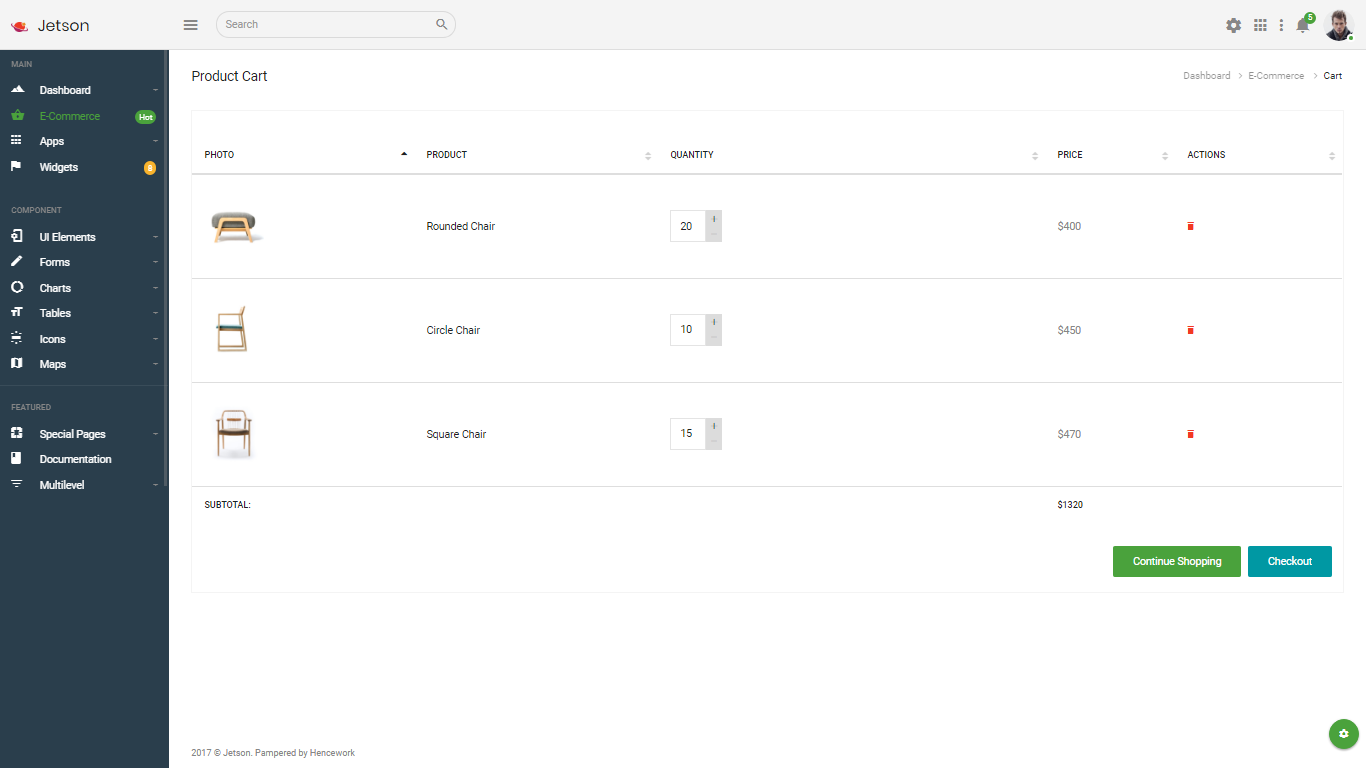 Jetson
Search
5
MAIN
Dashboard
E-Commerce Hot
Apps
Widgets 8
COMPONENT
UI Elements
Forms
Charts
Tables
Icons
Maps
FEATURED
Special Pages
Documentation
Multilevel
Product Cart
Dashboard > E-Commerce > Cart
PHOTO PRODUCT QUANTITY PRICE ACTIONS
Rounded Chair 20 + - $400
Circle Chair 10 + - $450
Square Chair 15 + - $470
SUBTOTAL: $1320
Continue Shopping Checkout
2017 © Jetson. Pampered by Hencework